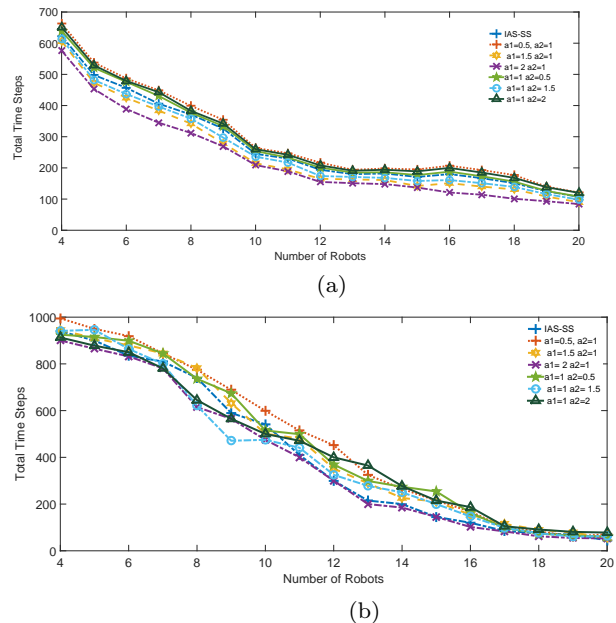 700
600
500
400
300
200
100
0
Total Time Steps
IAS-SS
a1=0.5, a2=1
a1=1.5 a2=1
a1= 2 a2=1
a1=1 a2=0.5
a1=1 a2= 1.5
a1=1 a2=2
4 6 8 10 12 14 16 18 20
Number of Robots
(a)
1000
800
600
400
200
0
Total Time Steps
IAS-SS
a1=0.5, a2=1
a1=1.5 a2=1
a1= 2 a2=1
a1=1 a2=0.5
a1=1 a2= 1.5
a1=1 a2=2
4 6 8 10 12 14 16 18 20
Number of Robots
(b)